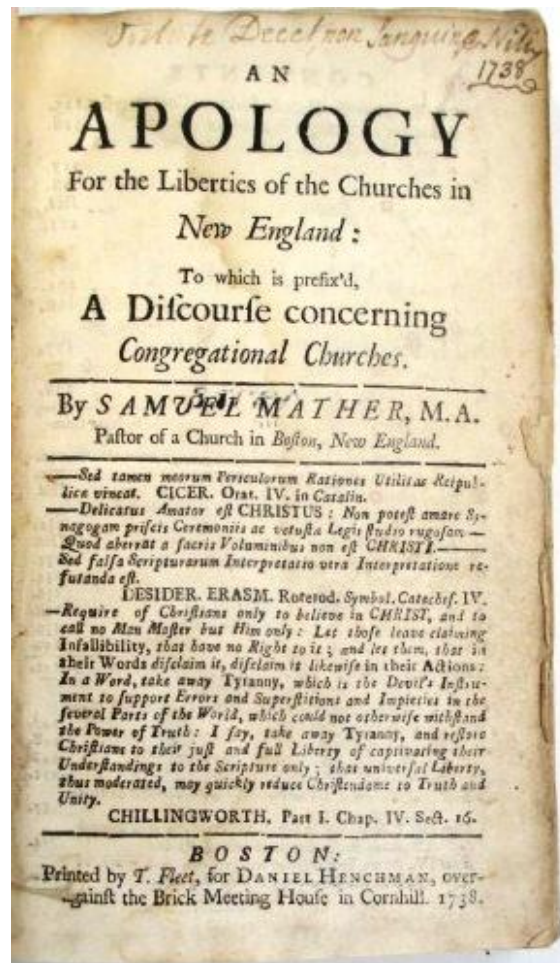 Decet, non Sanguine Niti
1738
AN
APOLOGY
For the Liberties of the Churches in
New England:
To which is prefix'd,
A Diſcourſe concerning
Congregational Churches.
By SAMUEL MATHER, M.A.
Paſtor of a Church in Boſton, New England.
——Sed tamen meorum Periculorum Rationes Utilitas Reipub-
licæ vincat. CICER. Orat. IV. in Catalin.
——Delicatus Amator eſt CHRISTUS: Non poteſt amare Sy-
nagogam priſcis Ceremoniis ac vetuſta Legis ſtudio rugoſam—
Quod aberrat a ſacris Voluminibus non eſt CHRISTI.——
Sed falſa Scripturarum Interpretatio vera Interpretatione re-
futanda eſt.
DESIDER. ERASM. Roterod. Symbol. Catecheſ. IV.
—Require of Chriſtians only to believe in CHRIST, and to
call no Man Maſter but Him only: Let thoſe leave claiming
Infallibility, that have no Right to it; and let them, that in
their Words diſclaim it, diſclaim it likewiſe in their Actions:
In a Word, take away Tyranny, which is the Devil's Inſtru-
ment to ſupport Errors and Superſtitions and Impieties in the
ſeveral Parts of the World, which could not otherwiſe withſtand
the Power of Truth: I ſay, take away Tyranny, and reſtore
Chriſtians to their juſt and full Liberty of captivating their
Underſtandings to the Scripture only; that univerſal Liberty,
thus moderated, may quickly reduce Chriſtendome to Truth and
Unity.
CHILLINGWORTH. Part I. Chap. IV. Sect. 16.
BOSTON:
Printed by T. Fleet, for DANIEL HENCHMAN, over-
againſt the Brick Meeting Houſe in Cornhill. 1738.